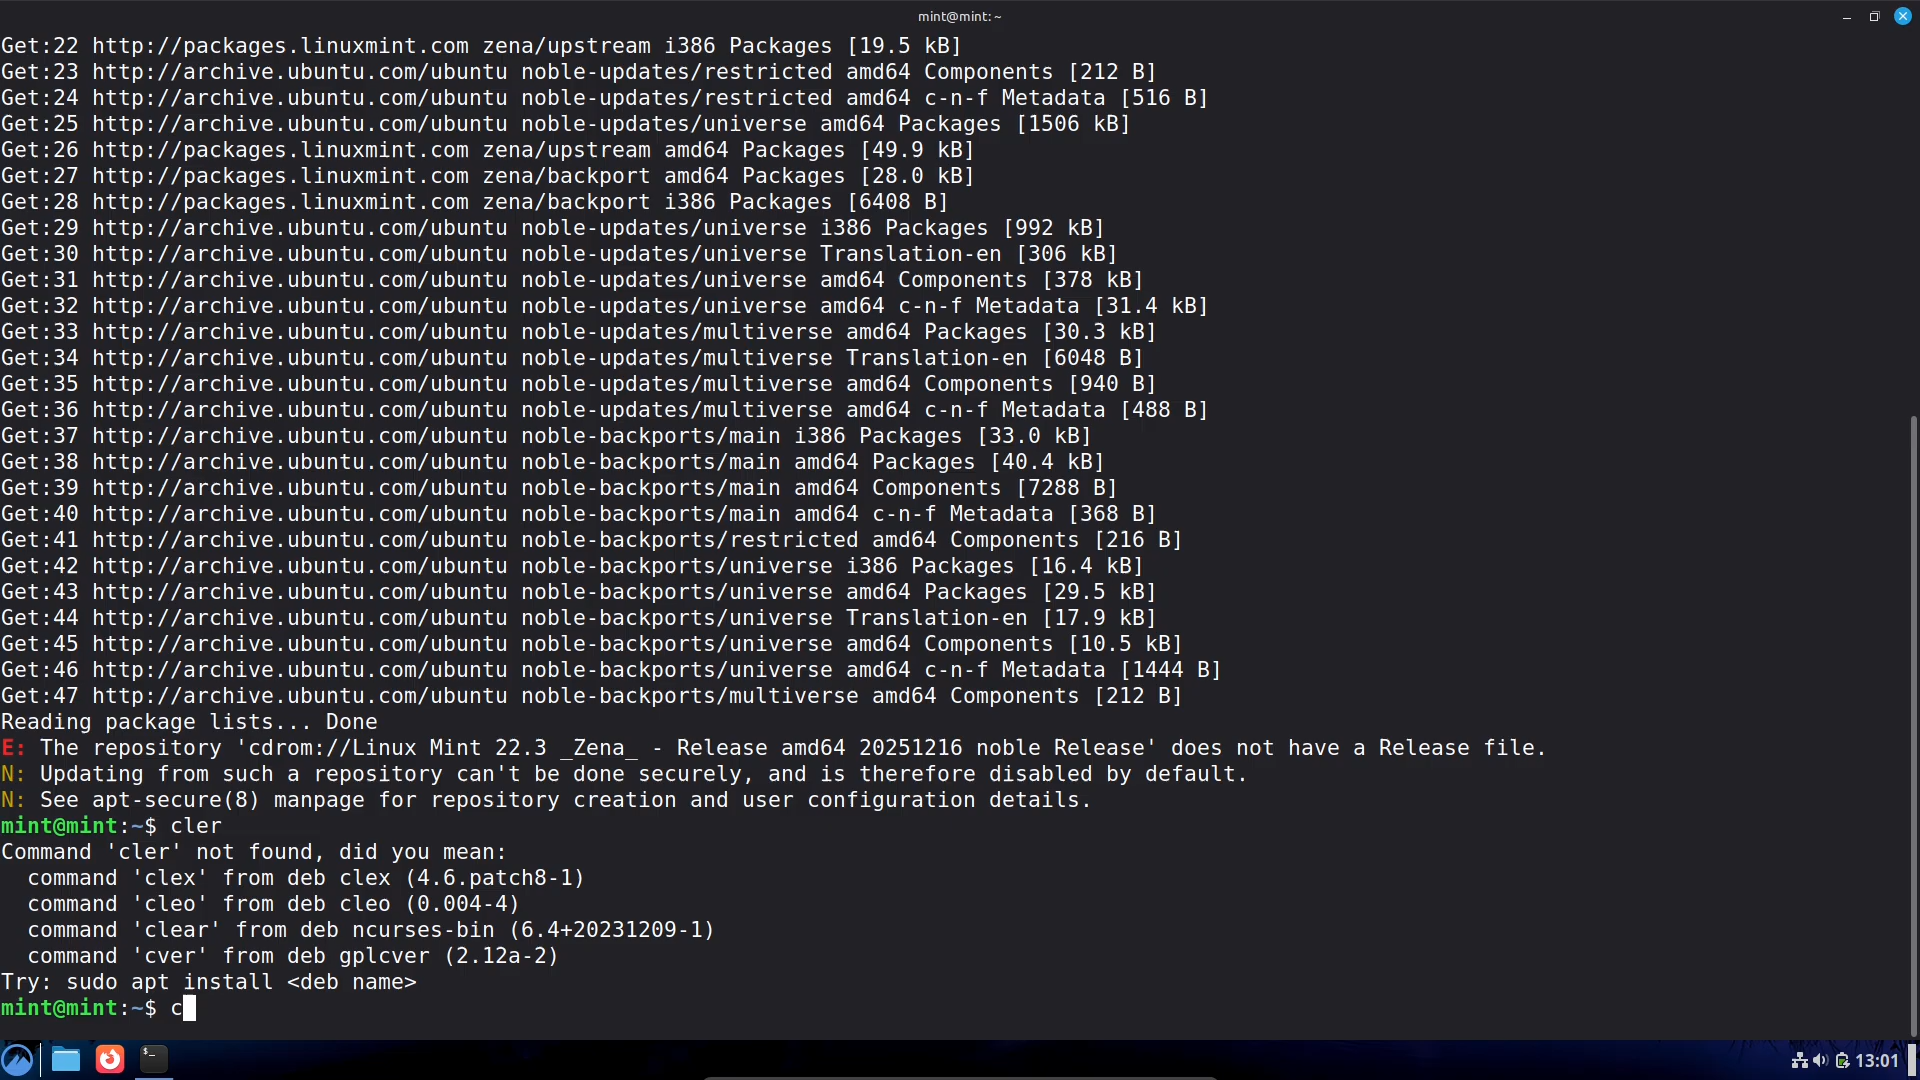 mint@mint: ~
Get:22 http://packages.linuxmint.com zena/upstream i386 Packages [19.5 kB]
Get:23 http://archive.ubuntu.com/ubuntu noble-updates/restricted amd64 Components [212 B]
Get:24 http://archive.ubuntu.com/ubuntu noble-updates/restricted amd64 c-n-f Metadata [516 B]
Get:25 http://archive.ubuntu.com/ubuntu noble-updates/universe amd64 Packages [1506 kB]
Get:26 http://packages.linuxmint.com zena/upstream amd64 Packages [49.9 kB]
Get:27 http://packages.linuxmint.com zena/backport amd64 Packages [28.0 kB]
Get:28 http://packages.linuxmint.com zena/backport i386 Packages [6408 B]
Get:29 http://archive.ubuntu.com/ubuntu noble-updates/universe i386 Packages [992 kB]
Get:30 http://archive.ubuntu.com/ubuntu noble-updates/universe Translation-en [306 kB]
Get:31 http://archive.ubuntu.com/ubuntu noble-updates/universe amd64 Components [378 kB]
Get:32 http://archive.ubuntu.com/ubuntu noble-updates/universe amd64 c-n-f Metadata [31.4 kB]
Get:33 http://archive.ubuntu.com/ubuntu noble-updates/multiverse amd64 Packages [30.3 kB]
Get:34 http://archive.ubuntu.com/ubuntu noble-updates/multiverse Translation-en [6048 B]
Get:35 http://archive.ubuntu.com/ubuntu noble-updates/multiverse amd64 Components [940 B]
Get:36 http://archive.ubuntu.com/ubuntu noble-updates/multiverse amd64 c-n-f Metadata [488 B]
Get:37 http://archive.ubuntu.com/ubuntu noble-backports/main i386 Packages [33.0 kB]
Get:38 http://archive.ubuntu.com/ubuntu noble-backports/main amd64 Packages [40.4 kB]
Get:39 http://archive.ubuntu.com/ubuntu noble-backports/main amd64 Components [7288 B]
Get:40 http://archive.ubuntu.com/ubuntu noble-backports/main amd64 c-n-f Metadata [368 B]
Get:41 http://archive.ubuntu.com/ubuntu noble-backports/restricted amd64 Components [216 B]
Get:42 http://archive.ubuntu.com/ubuntu noble-backports/universe i386 Packages [16.4 kB]
Get:43 http://archive.ubuntu.com/ubuntu noble-backports/universe amd64 Packages [29.5 kB]
Get:44 http://archive.ubuntu.com/ubuntu noble-backports/universe Translation-en [17.9 kB]
Get:45 http://archive.ubuntu.com/ubuntu noble-backports/universe amd64 Components [10.5 kB]
Get:46 http://archive.ubuntu.com/ubuntu noble-backports/universe amd64 c-n-f Metadata [1444 B]
Get:47 http://archive.ubuntu.com/ubuntu noble-backports/multiverse amd64 Components [212 B]
Reading package lists... Done
E: The repository 'cdrom://Linux Mint 22.3 _Zena_ - Release amd64 20251216 noble Release' does not have a Release file.
N: Updating from such a repository can't be done securely, and is therefore disabled by default.
N: See apt-secure(8) manpage for repository creation and user configuration details.
mint@mint:~$ cler
Command 'cler' not found, did you mean:
  command 'clex' from deb clex (4.6.patch8-1)
  command 'cleo' from deb cleo (0.004-4)
  command 'clear' from deb ncurses-bin (6.4+20231209-1)
  command 'cver' from deb gplcver (2.12a-2)
Try: sudo apt install <deb name>
mint@mint:~$ c
13:01